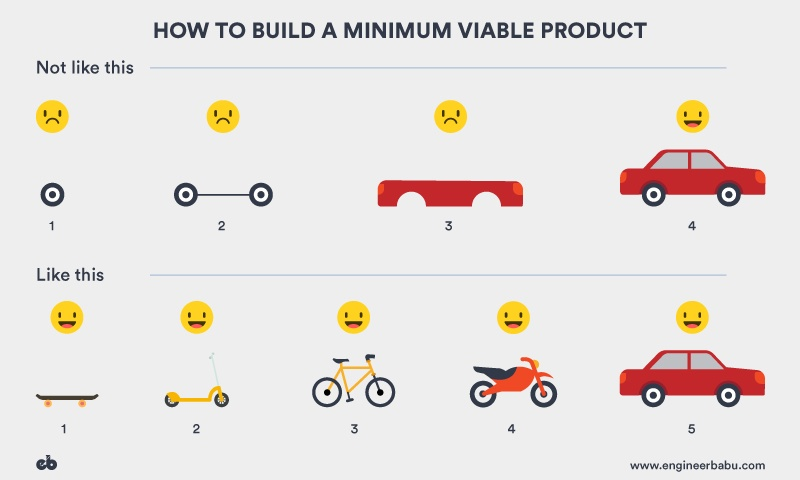 HOW TO BUILD A MINIMUM VIABLE PRODUCT
Not like this
1 2 3 4
Like this
1 2 3 4 5
eb
www.engineerbabu.com